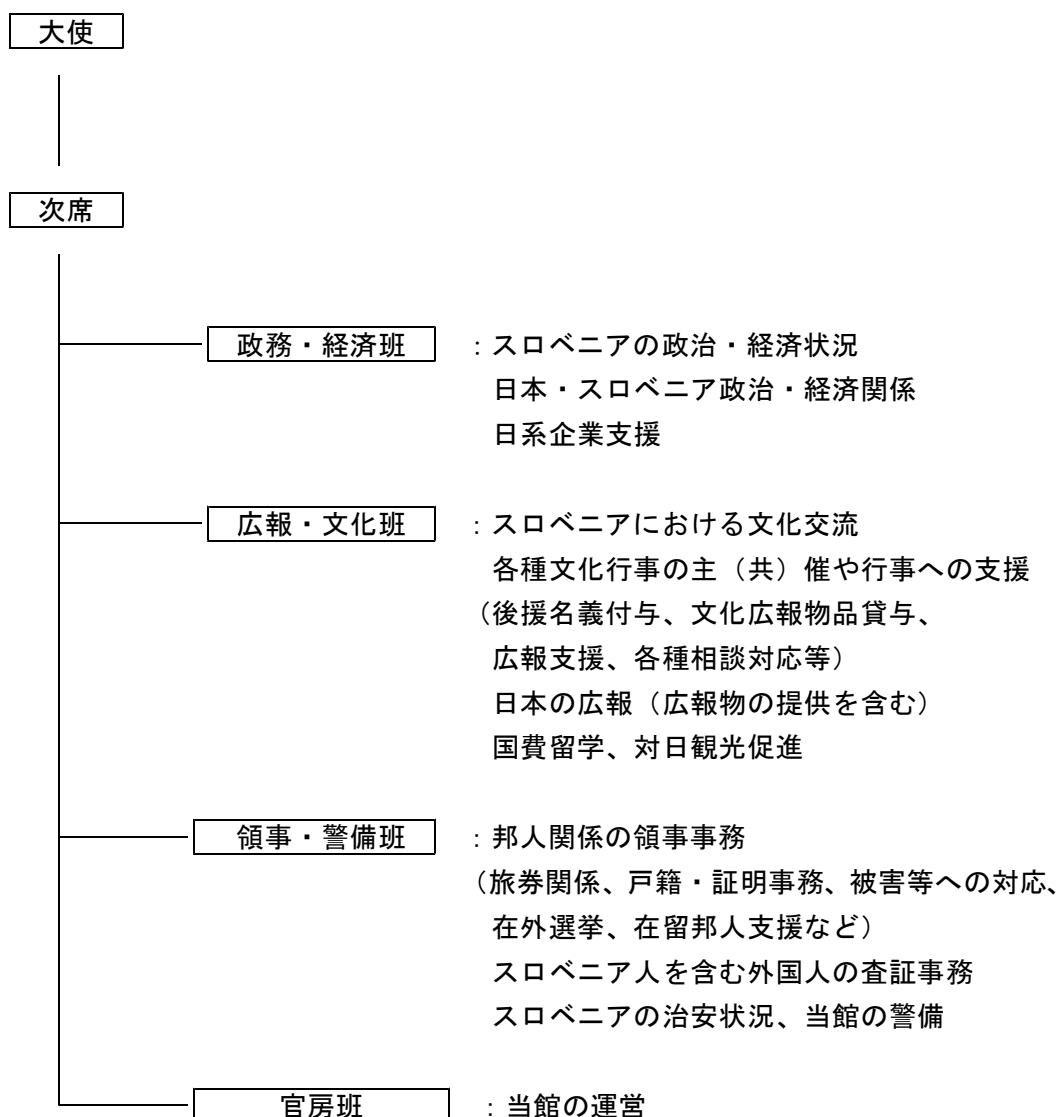 大使
次席
政務・経済班 :スロベニアの政治・経済状況
日本・スロベニア政治・経済関係
日系企業支援
広報・文化班 :スロベニアにおける文化交流
各種文化行事の主(共)催や行事への支援
(後援名義付与、文化広報物品貸与、
広報支援、各種相談対応等)
日本の広報(広報物の提供を含む)
国費留学、対日観光促進
領事・警備班 :邦人関係の領事事務
(旅券関係、戸籍・証明事務、被害等への対応、
在外選挙、在留邦人支援など)
スロベニア人を含む外国人の査証事務
スロベニアの治安状況、当館の警備
官房班 :当館の運営